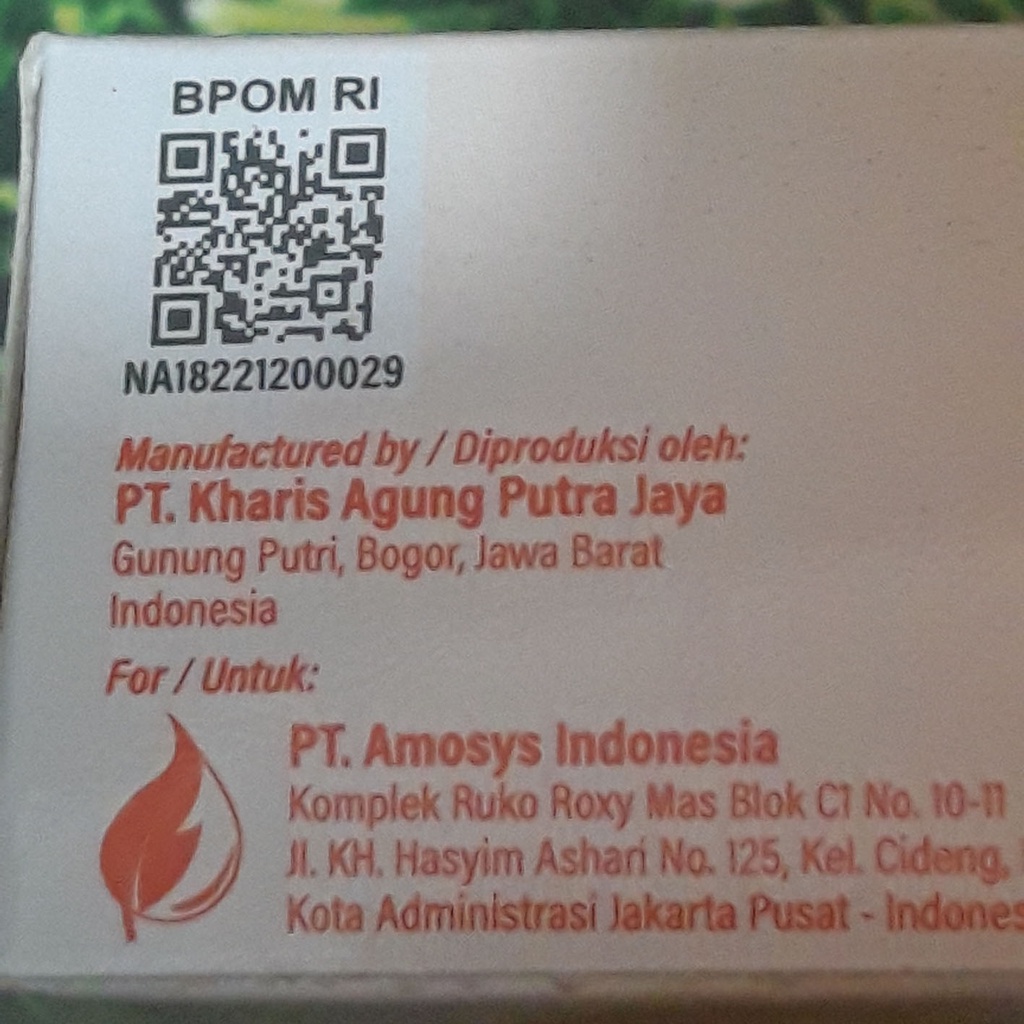 BPOM RI
NA18221200029
Manufactured by / Diproduksi oleh:
PT. Kharis Agung Putra Jaya
Gunung Putri, Bogor, Jawa Barat
Indonesia
For / Untuk:
PT. Amosys Indonesia
Komplek Ruko Roxy Mas Blok C1 No. 10-11
Jl. KH. Hasyim Ashari No. 125, Kel. Cideng,
Kota Administrasi Jakarta Pusat - Indones